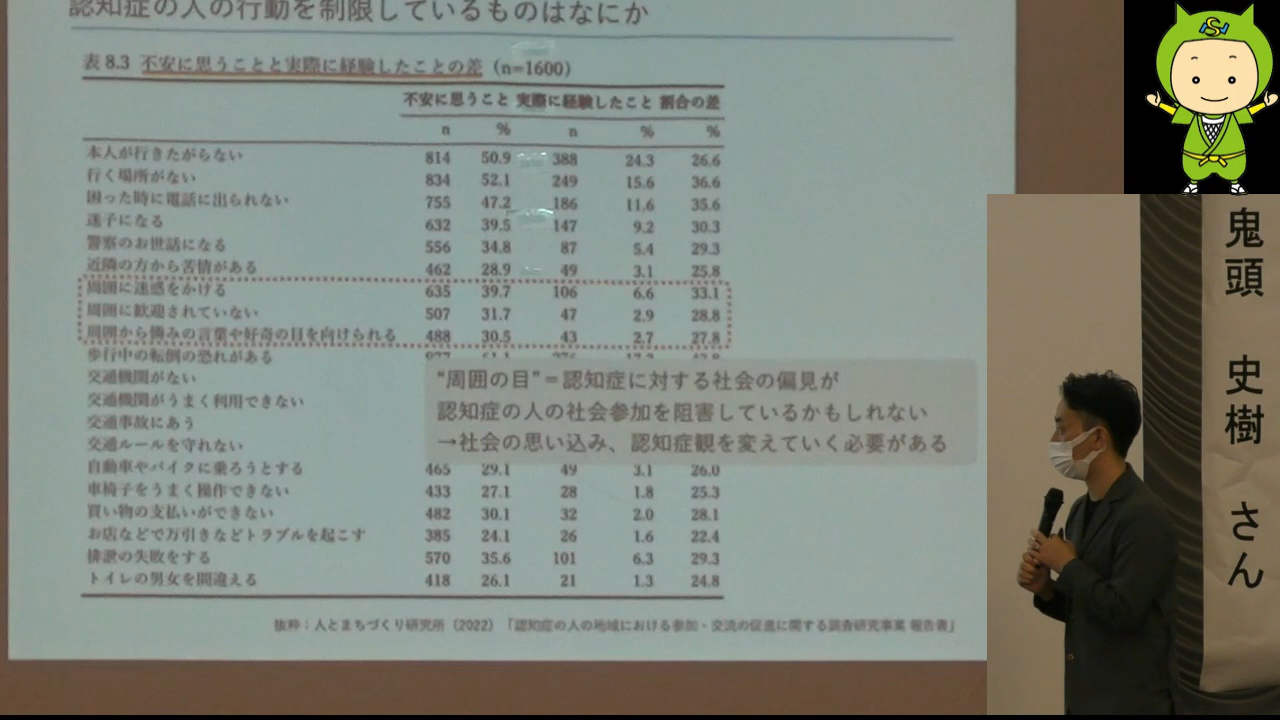 認知症の人の行動を制限しているものはなにか
表 8.3 不安に思うことと実際に経験したことの差 (n=1600)
不安に思うこと 実際に経験したこと 割合の差
n % n % %
本人が行きたがらない 814 50.9 388 24.3 26.6
行く場所がない 834 52.1 249 15.6 36.6
困った時に電話に出られない 755 47.2 186 11.6 35.6
迷子になる 632 39.5 147 9.2 30.3
警察のお世話になる 556 34.8 87 5.4 29.3
近隣の方から苦情がある 462 28.9 49 3.1 25.8
周囲に迷惑をかける 635 39.7 106 6.6 33.1
周囲に歓迎されていない 507 31.7 47 2.9 28.8
周囲から憐みの言葉や好奇の目を向けられる 488 30.5 43 2.7 27.8
歩行中の転倒の恐れがある
交通機関がない
交通機関がうまく利用できない
交通事故にあう
交通ルールを守れない
“周囲の目”＝認知症に対する社会の偏見が
認知症の人の社会参加を阻害しているかもしれない
→社会の思い込み、認知症観を変えていく必要がある
自動車やバイクに乗ろうとする 465 29.1 49 3.1 26.0
車椅子をうまく操作できない 433 27.1 28 1.8 25.3
買い物の支払いができない 482 30.1 32 2.0 28.1
お店などで万引きなどトラブルを起こす 385 24.1 26 1.6 22.4
排泄の失敗をする 570 35.6 101 6.3 29.3
トイレの男女を間違える 418 26.1 21 1.3 24.8
抜粋：人とまちづくり研究所（2022）「認知症の人の地域における参加・交流の促進に関する調査研究事業 報告書」
鬼頭 史樹 さん